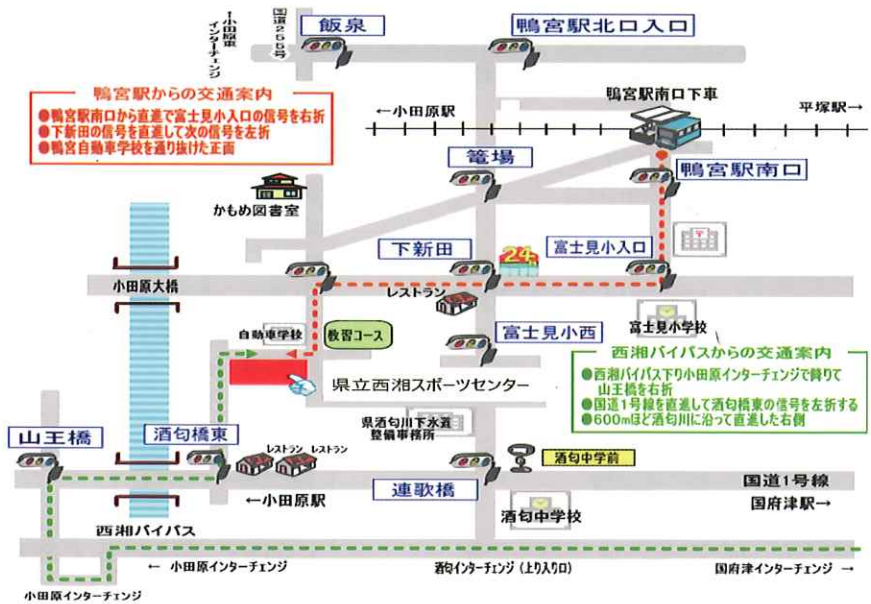 ←小田原東
インターチェンジ
国道255号
飯泉
鴨宮駅北口入口
鴨宮駅からの交通案内
●鴨宮駅南口から直進で富士見小入口の信号を右折
●下新田の信号を直進して次の信号を左折
●鴨宮自動車学校を通り抜けた正面
鴨宮駅南口下車
←小田原駅
平塚駅→
篭場
鴨宮駅南口
かもめ図書室
下新田
24
富士見小入口
小田原大橋
レストラン
自動車学校
教習コース
富士見小西
富士見小学校
県立西湘スポーツセンター
西湘バイパスからの交通案内
●西湘バイパス下り小田原インターチェンジで降りて
山王橋を右折
●国道1号線を直進して酒匂橋東の信号を左折する
●600mほど酒匂川に沿って直進した右側
県酒匂川下水道
整備事務所
山王橋
酒匂橋東
レストラン
レストラン
酒匂中学前
連歌橋
国道1号線
←小田原駅
国府津駅→
酒匂中学校
西湘バイパス
← 小田原インターチェンジ
酒匂インターチェンジ(上り入り口)
国府津インターチェンジ →
小田原インターチェンジ